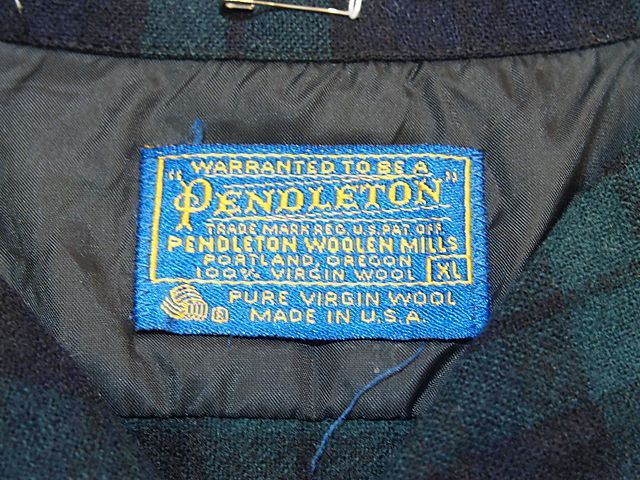 WARRANTED TO BE A
"PENDLETON"
TRADE MARK REG. U.S. PAT. OFF.
PENDLETON WOOLEN MILLS
PORTLAND, OREGON
100% VIRGIN WOOL XL
® PURE VIRGIN WOOL
MADE IN U.S.A.